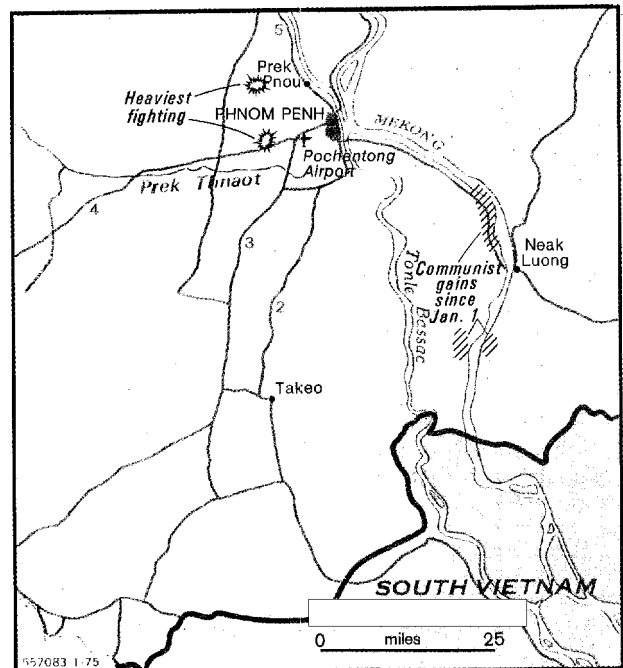 5
Prek
Pnou
Heaviest
fighting
PHNOM PENH
MEKONG
Pochentong
Airport
Prek Thnaot
4
3
2
Neak
Luong
Communist
gains
since
Jan. 1
Tonle Bassac
Takeo
SOUTH VIETNAM
0 miles 25
557083 1-75